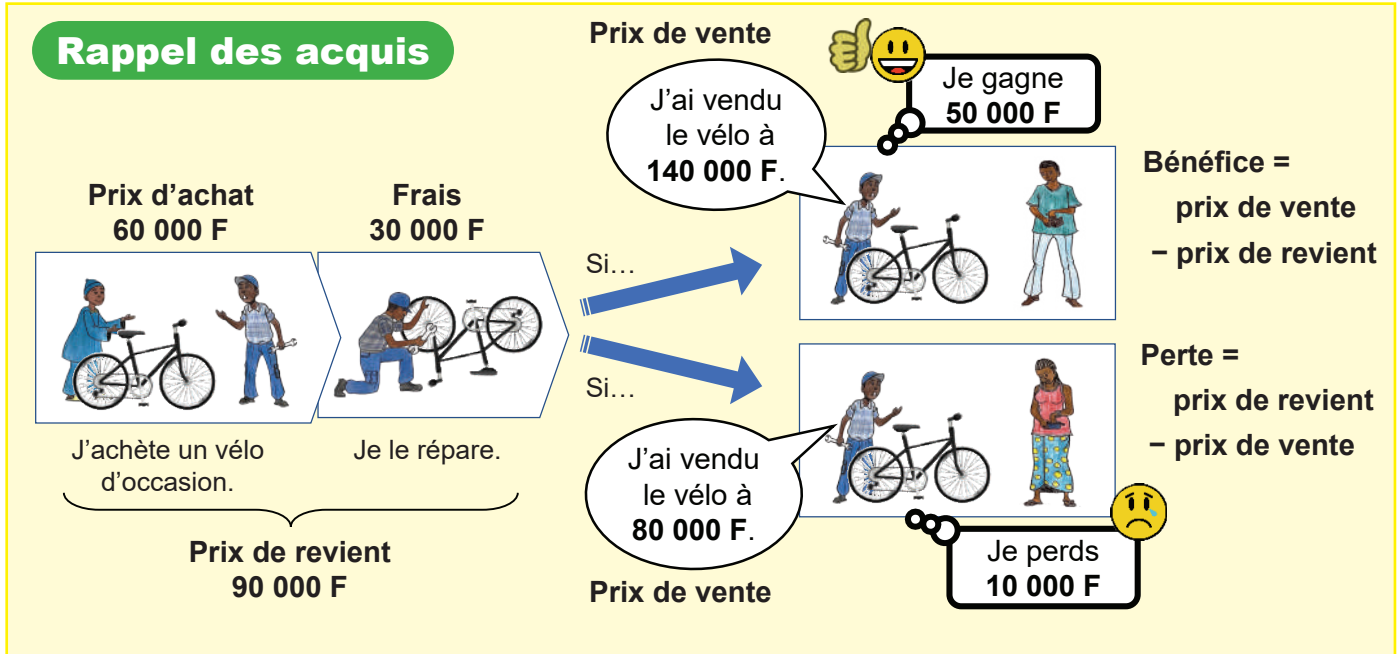 Rappel des acquis
Prix d'achat
60 000 F
Frais
30 000 F
J'achète un vélo
d'occasion.
Je le répare.
Prix de revient
90 000 F
Si…
Prix de vente
J'ai vendu
le vélo à
140 000 F.
Je gagne
50 000 F
Bénéfice =
prix de vente
− prix de revient
Si…
J'ai vendu
le vélo à
80 000 F.
Prix de vente
Je perds
10 000 F
Perte =
prix de revient
− prix de vente